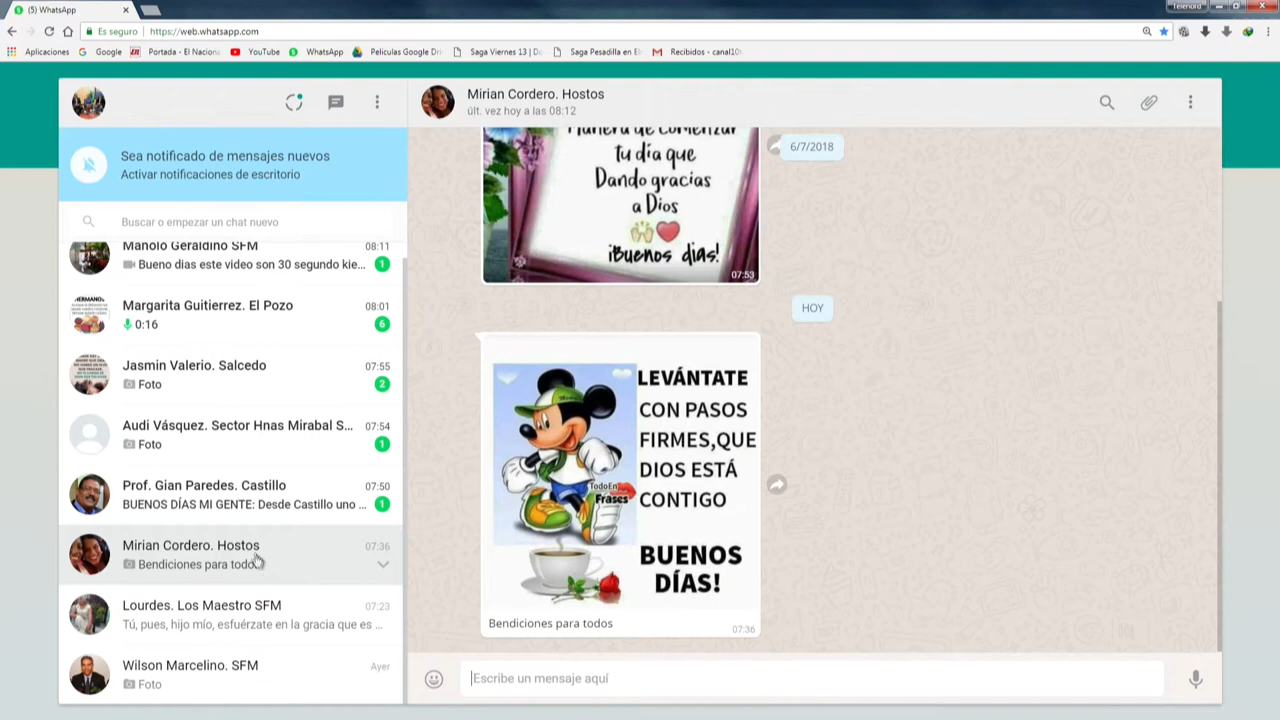 (5) WhatsApp
Telenord
Es seguro
https://web.whatsapp.com
Aplicaciones
Google
Portada - El Naciona
YouTube
WhatsApp
Peliculas Google Dri
Saga Viernes 13 | Do
Saga Pesadilla en El
Recibidos - canal10t
Sea notificado de mensajes nuevos
Activar notificaciones de escritorio
Buscar o empezar un chat nuevo
Manolo Geraldino SFM 08:11
Bueno dias este video son 30 segundo kie... 1
HERMANOS
Margarita Guitierrez. El Pozo 08:01
0:16 6
Jasmin Valerio. Salcedo 07:55
Foto 2
Audi Vásquez. Sector Hnas Mirabal S... 07:54
Foto 1
Prof. Gian Paredes. Castillo 07:50
BUENOS DÍAS MI GENTE: Desde Castillo uno ... 1
Mirian Cordero. Hostos 07:36
Bendiciones para todo
Lourdes. Los Maestro SFM 07:23
Tú, pues, hijo mío, esfuérzate en la gracia que es ...
Wilson Marcelino. SFM Ayer
Foto
Mirian Cordero. Hostos
últ. vez hoy a las 08:12
6/7/2018
Manera de comenzar
tu día que
Dando gracias
a Dios
¡Buenos dias!
07:53
HOY
LEVÁNTATE
CON PASOS
FIRMES,QUE
DIOS ESTÁ
CONTIGO
TodoEn
Frases
BUENOS
DÍAS!
Bendiciones para todos
07:36
Escribe un mensaje aquí